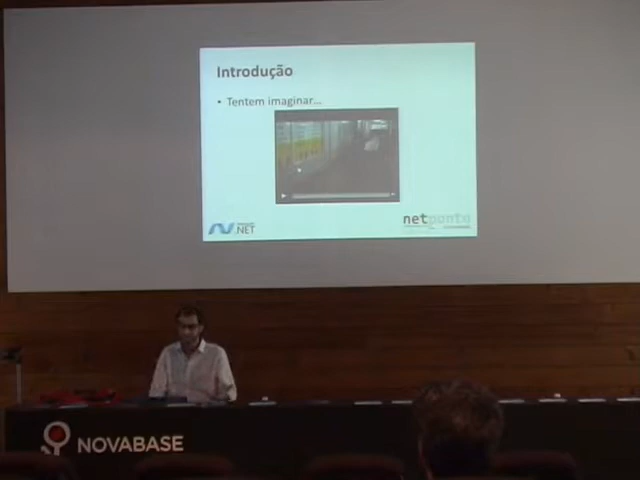 Introdução
• Tentem imaginar...
.NET
netponto
NOVABASE